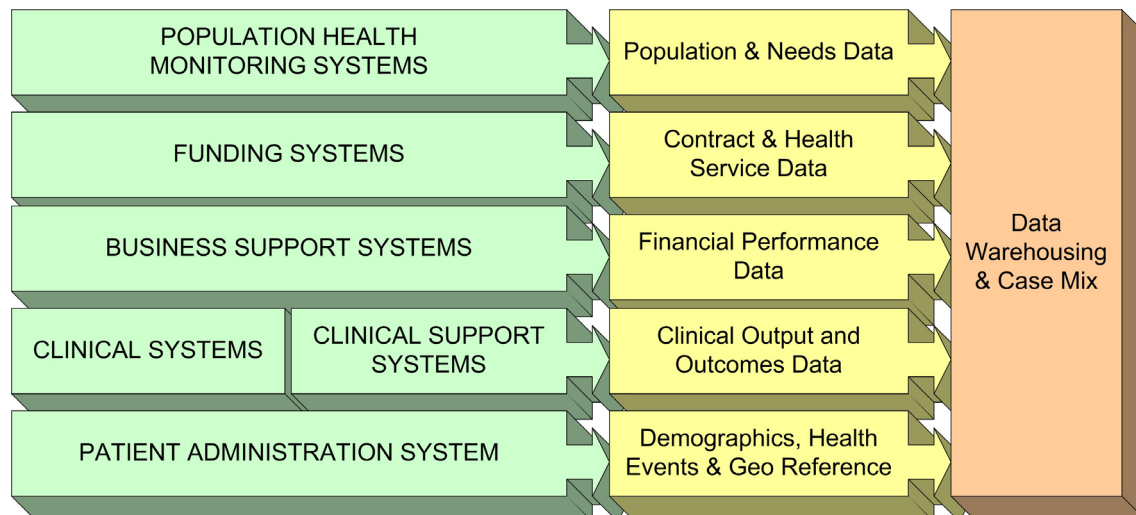 POPULATION HEALTH
MONITORING SYSTEMS
Population & Needs Data
FUNDING SYSTEMS
Contract & Health
Service Data
BUSINESS SUPPORT SYSTEMS
Financial Performance
Data
CLINICAL SYSTEMS
CLINICAL SUPPORT
SYSTEMS
Clinical Output and
Outcomes Data
PATIENT ADMINISTRATION SYSTEM
Demographics, Health
Events & Geo Reference
Data
Warehousing
& Case Mix